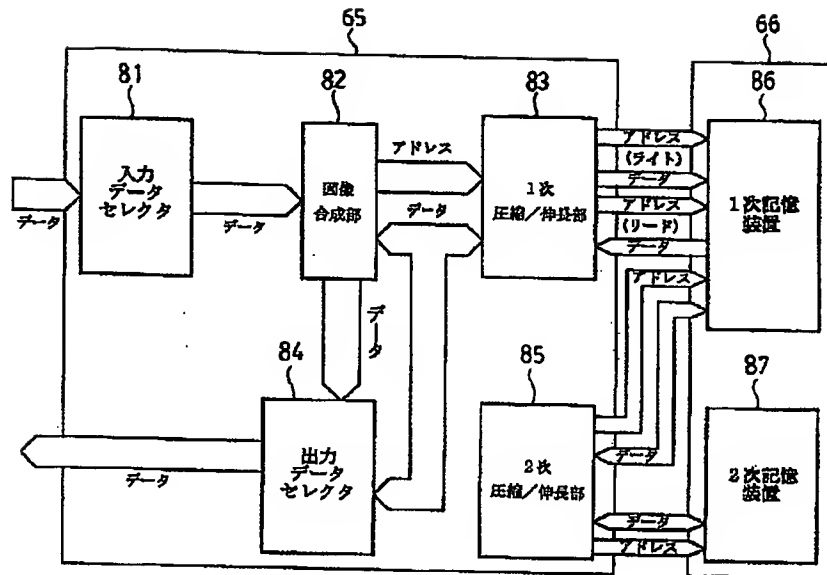 65
66
81
82
83
86
入力
データ
セレクタ
画像
合成部
アドレス
データ
1次
圧縮/伸長部
アドレス
(ライト)
データ
アドレス
(リード)
データ
アドレス
1次記憶
装置
データ
データ
データ
84
85
87
出力
データ
セレクタ
データ
2次
圧縮/伸長部
データ
データ
アドレス
2次記憶
装置